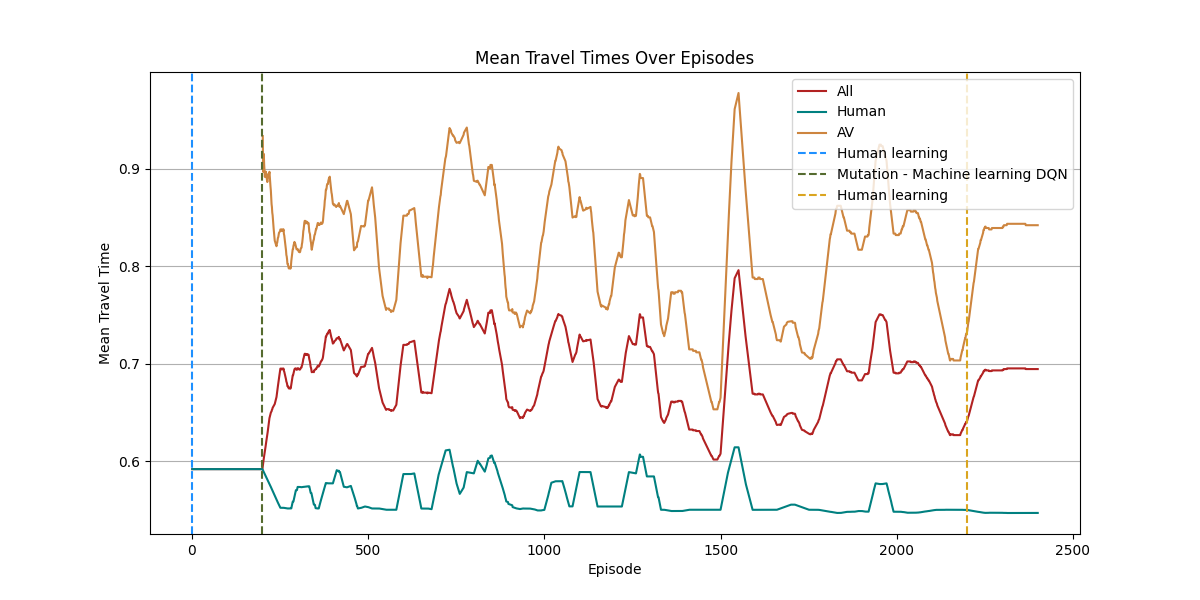 Mean Travel Times Over Episodes
Mean Travel Time
0.9
0.8
0.7
0.6
All
Human
AV
Human learning
Mutation - Machine learning DQN
Human learning
0
500
1000
1500
2000
2500
Episode